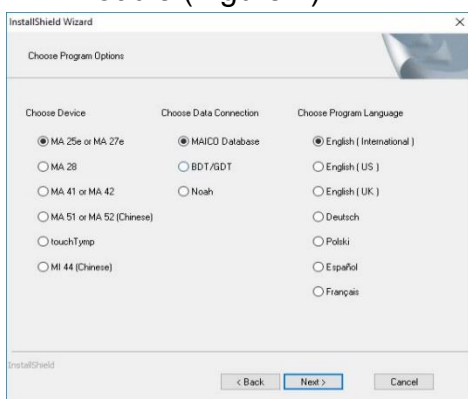 InstallShield Wizard
Choose Program Options
Choose Device
MA 25e or MA 27e
MA 28
MA 41 or MA 42
MA 51 or MA 52 (Chinese)
touchTymp
MI 44 (Chinese)
Choose Data Connection
MAICO Database
BDT/GDT
Noah
Choose Program Language
English ( International )
English ( US )
English ( UK )
Deutsch
Polski
Español
Français
InstallShield
< Back
Next >
Cancel